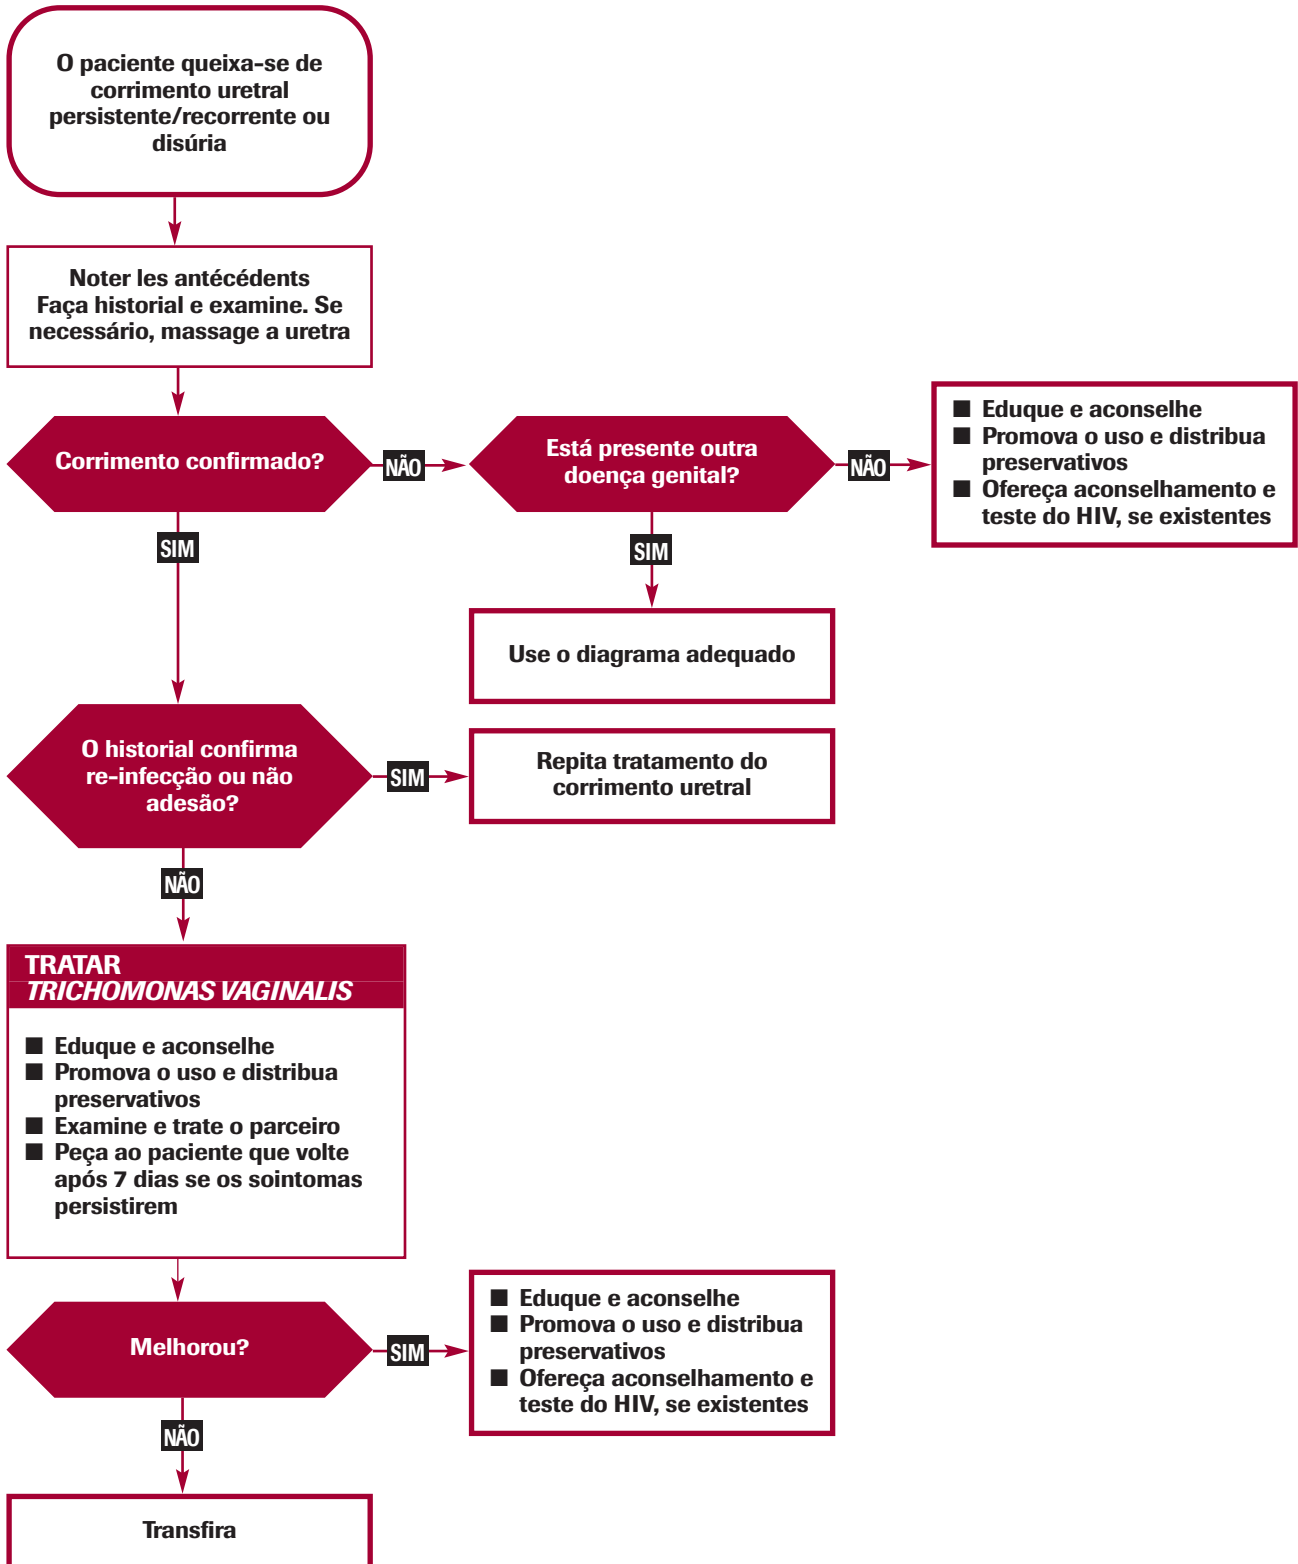 O paciente queixa-se de
corrimento uretral
persistente/recorrente ou
disúria
Noter les antécédents
Faça historial e examine. Se
necessário, massage a uretra
Corrimento confirmado?
NÃO
Está presente outra
doença genital?
NÃO
■ Eduque e aconselhe
■ Promova o uso e distribua
preservativos
■ Ofereça aconselhamento e
teste do HIV, se existentes
SIM
SIM
Use o diagrama adequado
O historial confirma
re-infecção ou não
adesão?
SIM
Repita tratamento do
corrimento uretral
NÃO
TRATAR
TRICHOMONAS VAGINALIS
■ Eduque e aconselhe
■ Promova o uso e distribua
preservativos
■ Examine e trate o parceiro
■ Peça ao paciente que volte
após 7 dias se os sointomas
persistirem
Melhorou?
SIM
■ Eduque e aconselhe
■ Promova o uso e distribua
preservativos
■ Ofereça aconselhamento e
teste do HIV, se existentes
NÃO
Transfira